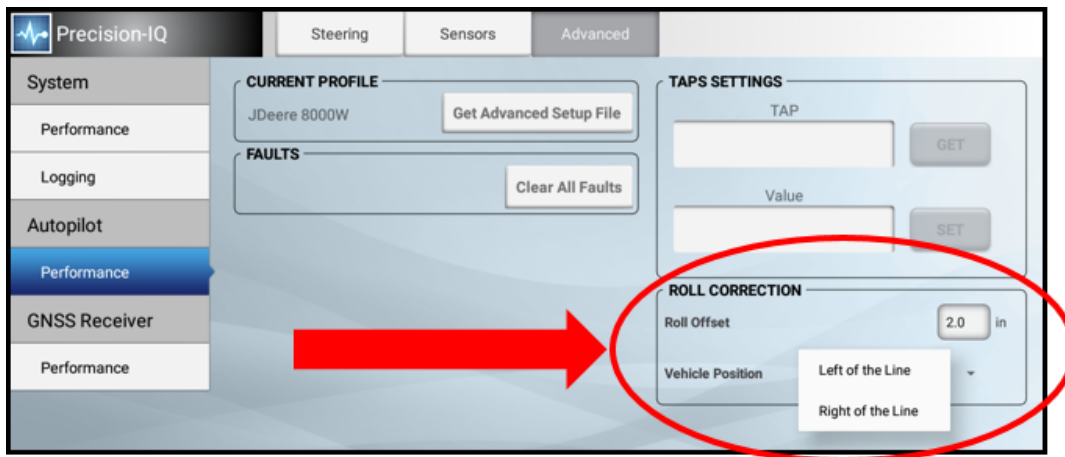 Precision-IQ
Steering
Sensors
Advanced
System
Performance
Logging
Autopilot
Performance
GNSS Receiver
Performance
CURRENT PROFILE
JDeere 8000W
Get Advanced Setup File
FAULTS
Clear All Faults
TAPS SETTINGS
TAP
GET
Value
SET
ROLL CORRECTION
Roll Offset
2.0 in
Vehicle Position
Left of the Line
Right of the Line